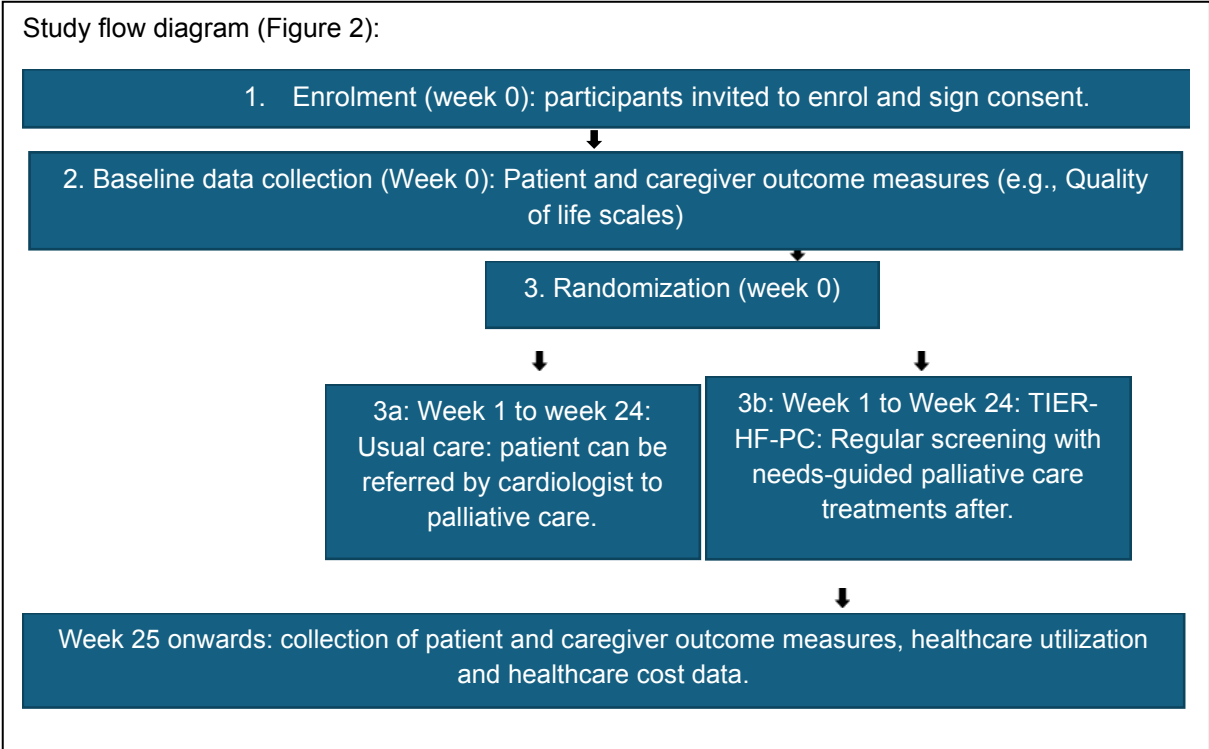 Study flow diagram (Figure 2):
1. Enrolment (week 0): participants invited to enrol and sign consent.
2. Baseline data collection (Week 0): Patient and caregiver outcome measures (e.g., Quality
of life scales)
3. Randomization (week 0)
3a: Week 1 to week 24:
Usual care: patient can be
referred by cardiologist to
palliative care.
3b: Week 1 to Week 24: TIER-
HF-PC: Regular screening with
needs-guided palliative care
treatments after.
Week 25 onwards: collection of patient and caregiver outcome measures, healthcare utilization
and healthcare cost data.